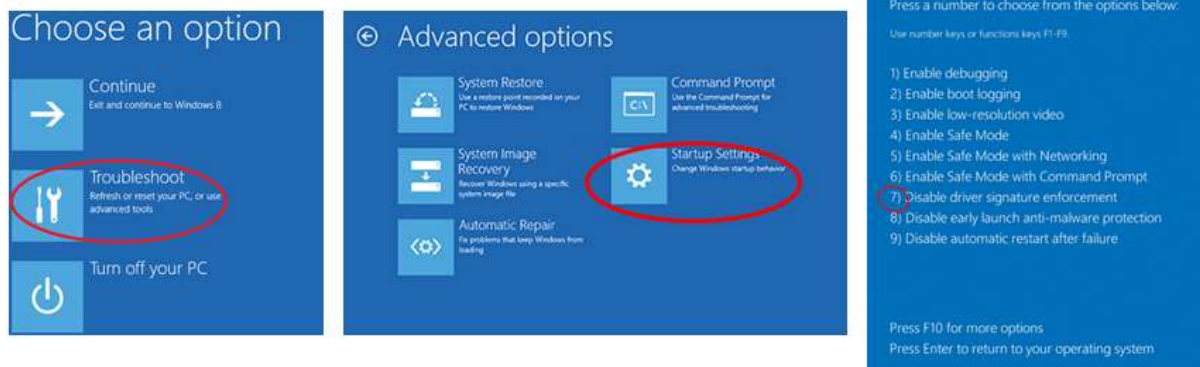 Choose an option
Continue
Exit and continue to Windows 8
Troubleshoot
Refresh or reset your PC, or use
advanced tools
Turn off your PC
Advanced options
System Restore
Use a restore point recorded on your
PC to restore Windows
System Image
Recovery
Recover Windows using a specific
system image file
Automatic Repair
Fix problems that keep Windows from
loading
Command Prompt
Use the Command Prompt for
advanced troubleshooting
C:\
Startup Settings
Change Windows startup behavior
Press a number to choose from the options below:
Use number keys or functions keys F1-F9.
1) Enable debugging
2) Enable boot logging
3) Enable low-resolution video
4) Enable Safe Mode
5) Enable Safe Mode with Networking
6) Enable Safe Mode with Command Prompt
7) Disable driver signature enforcement
8) Disable early launch anti-malware protection
9) Disable automatic restart after failure
Press F10 for more options
Press Enter to return to your operating system